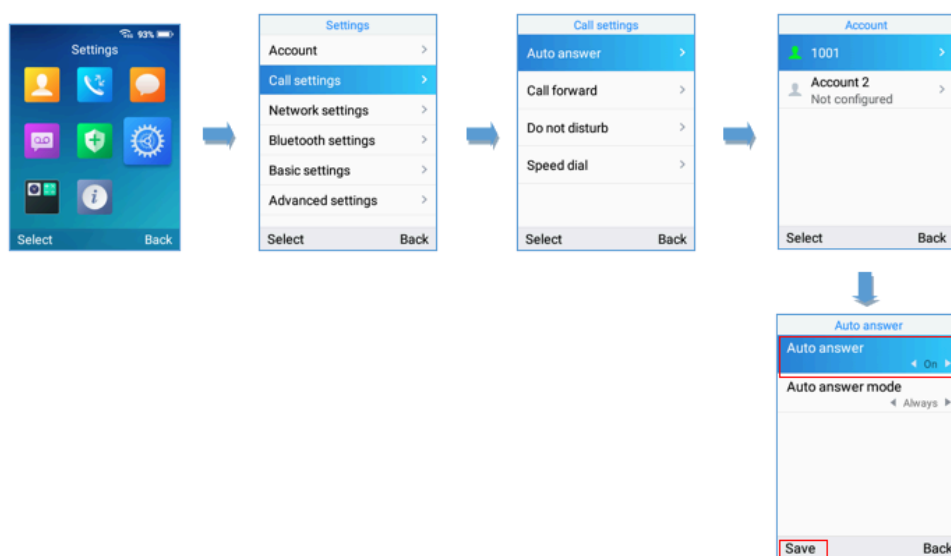 93%
Settings
Select Back
Settings
Account
Call settings
Network settings
Bluetooth settings
Basic settings
Advanced settings
Select Back
Call settings
Auto answer
Call forward
Do not disturb
Speed dial
Select Back
Account
1001
Account 2
Not configured
Select Back
Auto answer
Auto answer
On
Auto answer mode
Always
Save Back